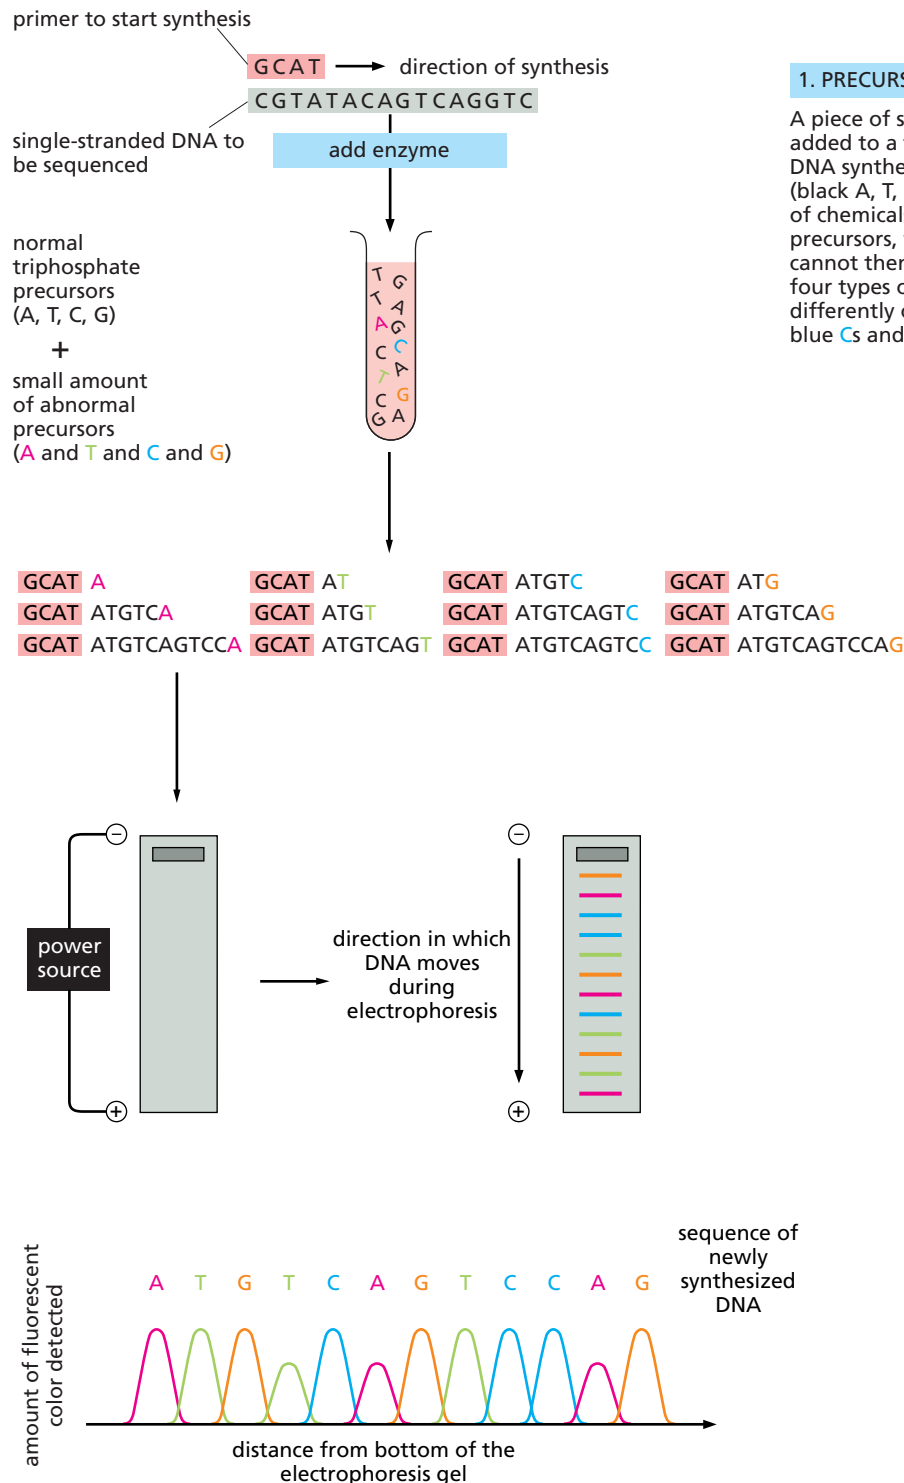 primer to start synthesis
GCAT
direction of synthesis
CGTATACAGTCAGGTC
single-stranded DNA to
be sequenced
add enzyme
normal
triphosphate
precursors
(A, T, C, G)
+
small amount
of abnormal
precursors
(A and T and C and G)
T G
T A
A G
C C
T A
C G
G A
1. PRECURS
A piece of s
added to a
DNA synthe
(black A, T,
of chemical
precursors,
cannot ther
four types o
differently c
blue Cs and
GCAT A GCAT AT GCAT ATGTC GCAT ATG
GCAT ATGTCA GCAT ATGT GCAT ATGTCAGTC GCAT ATGTCAG
GCAT ATGTCAGTCCA GCAT ATGTCAGT GCAT ATGTCAGTCC GCAT ATGTCAGTCCAG
−
power
source
+
direction in which
DNA moves
during
electrophoresis
−
+
amount of fluorescent
color detected
A T G T C A G T C C A G
sequence of
newly
synthesized
DNA
distance from bottom of the
electrophoresis gel